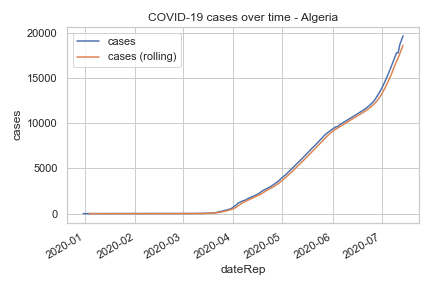 COVID-19 cases over time - Algeria
cases
cases (rolling)
20000
15000
10000
5000
0
cases
2020-01
2020-02
2020-03
2020-04
2020-05
2020-06
2020-07
dateRep